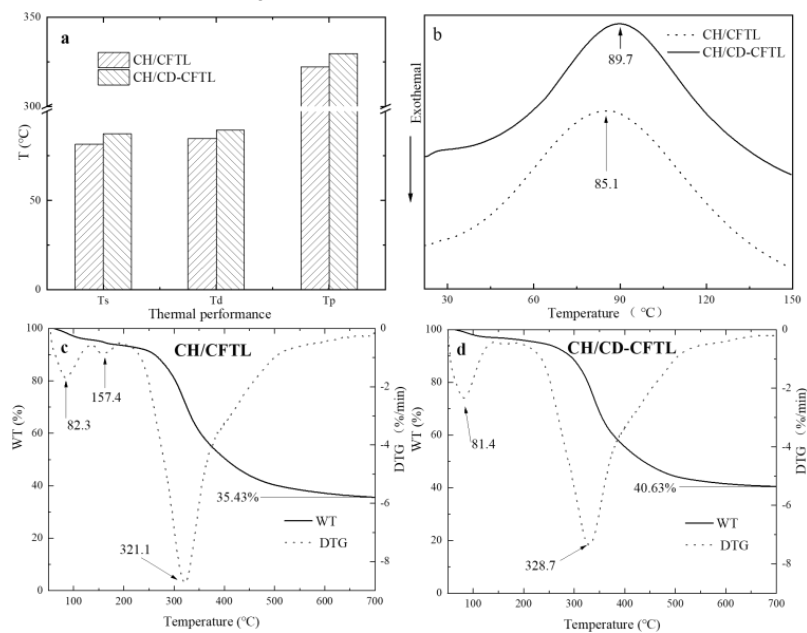 a
CH/CFTL
CH/CD-CFTL
T (℃)
350
300
50
0
Ts
Td
Tp
Thermal performance
b
CH/CFTL
CH/CD-CFTL
Exothermal
89.7
85.1
30
60
90
120
150
Temperature （℃）
c
CH/CFTL
WT (%)
100
80
60
40
20
0
82.3
157.4
35.43%
321.1
WT
DTG
0
-2
-4
-6
-8
DTG （%/min）
100
200
300
400
500
600
700
Temperature (℃)
d
CH/CD-CFTL
WT (%)
100
80
60
40
20
0
81.4
40.63%
328.7
WT
DTG
0
-2
-4
-6
-8
DTG （%/min）
100
200
300
400
500
600
700
Temperature (℃)